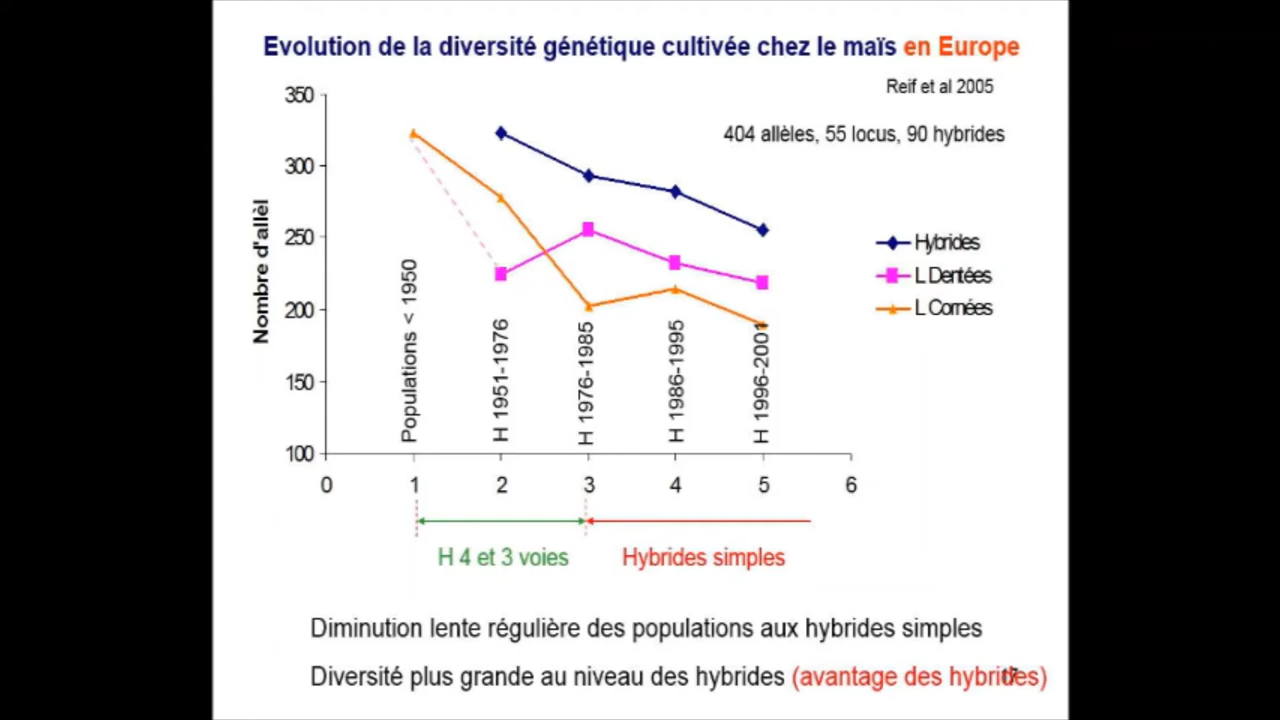 Evolution de la diversité génétique cultivée chez le maïs en Europe
Reif et al 2005
404 allèles, 55 locus, 90 hybrides
Nombre d'allèl
350
300
250
200
150
100
Populations < 1950
H 1951-1976
H 1976-1985
H 1986-1995
H 1996-2001
Hybrides
L Dentées
L Cornées
0 1 2 3 4 5 6
H 4 et 3 voies
Hybrides simples
Diminution lente régulière des populations aux hybrides simples
Diversité plus grande au niveau des hybrides (avantage des hybrides)
17